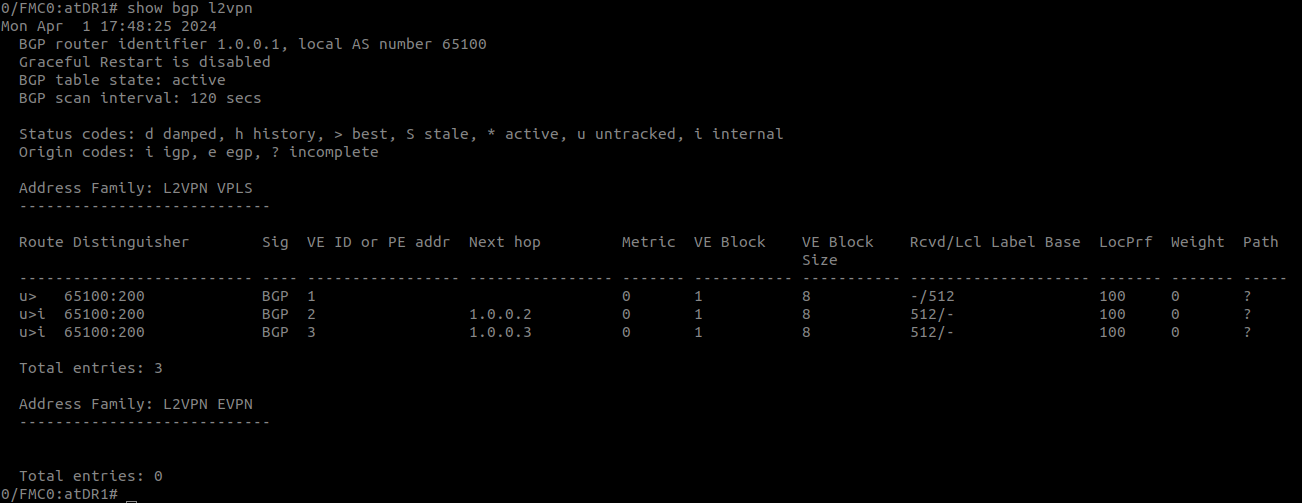 0/FMC0:atDR1# show bgp l2vpn
Mon Apr  1 17:48:25 2024
  BGP router identifier 1.0.0.1, local AS number 65100
  Graceful Restart is disabled
  BGP table state: active
  BGP scan interval: 120 secs

  Status codes: d damped, h history, > best, S stale, * active, u untracked, i internal
  Origin codes: i igp, e egp, ? incomplete

  Address Family: L2VPN VPLS
  ----------------------------

  Route Distinguisher        Sig  VE ID or PE addr  Next hop         Metric  VE Block    VE Block    Rcvd/Lcl Label Base  LocPrf  Weight  Path
                                                                                         Size
  -------------------------- ---- ----------------- ---------------- ------- ----------- ----------- -------------------- ------- ------- -----
  u>   65100:200             BGP  1                                  0       1           8           -/512                100     0       ?
  u>i  65100:200             BGP  2                 1.0.0.2          0       1           8           512/-                100     0       ?
  u>i  65100:200             BGP  3                 1.0.0.3          0       1           8           512/-                100     0       ?

  Total entries: 3

  Address Family: L2VPN EVPN
  ----------------------------


  Total entries: 0
0/FMC0:atDR1#